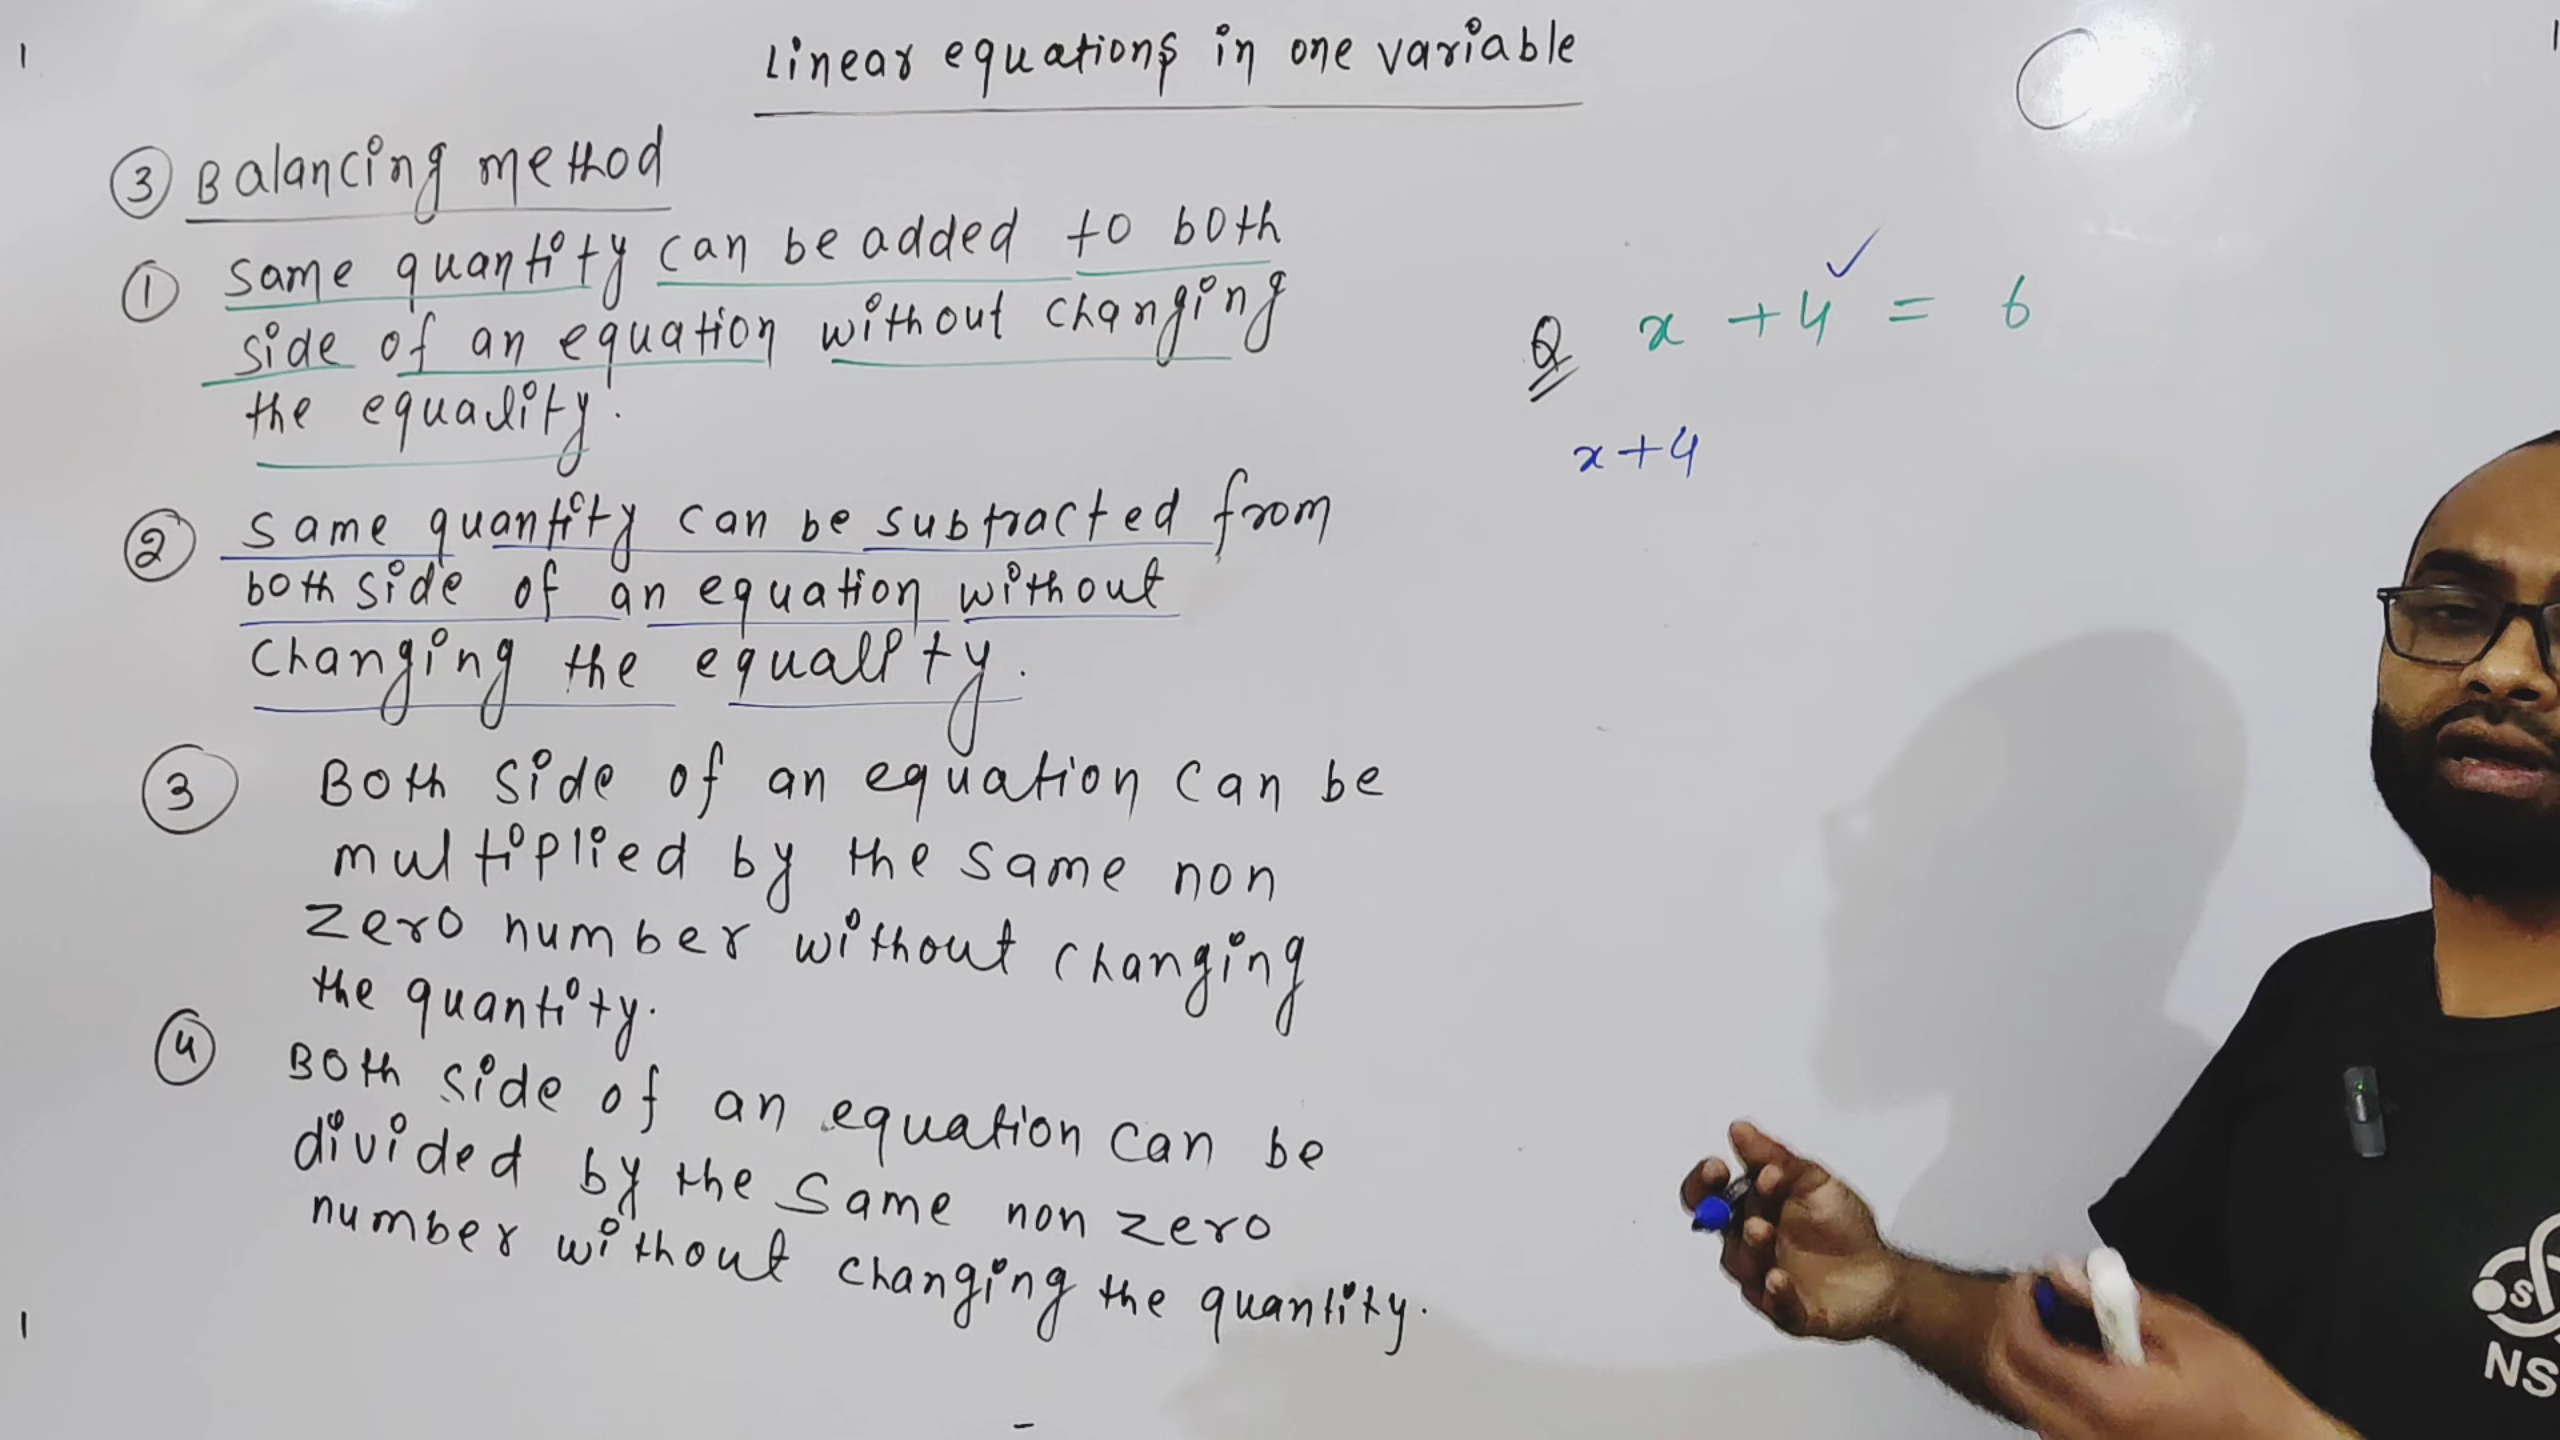 Linear equations in one variable
③ Balancing method
① same quantity can be added to both
side of an equation without changing
the equality.
② same quantity can be subtracted from
both side of an equation without
changing the equality.
③ Both side of an equation can be
multiplied by the same non
zero number without changing
the quantity.
④ Both side of an equation can be
divided by the same non zero
number without changing the quantity.
Q x + 4 = 6
x + 4
NS